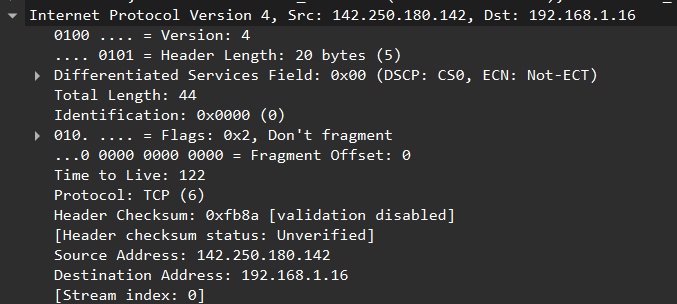 Internet Protocol Version 4, Src: 142.250.180.142, Dst: 192.168.1.16
0100 .... = Version: 4
.... 0101 = Header Length: 20 bytes (5)
Differentiated Services Field: 0x00 (DSCP: CS0, ECN: Not-ECT)
Total Length: 44
Identification: 0x0000 (0)
010. .... = Flags: 0x2, Don't fragment
...0 0000 0000 0000 = Fragment Offset: 0
Time to Live: 122
Protocol: TCP (6)
Header Checksum: 0xfb8a [validation disabled]
[Header checksum status: Unverified]
Source Address: 142.250.180.142
Destination Address: 192.168.1.16
[Stream index: 0]